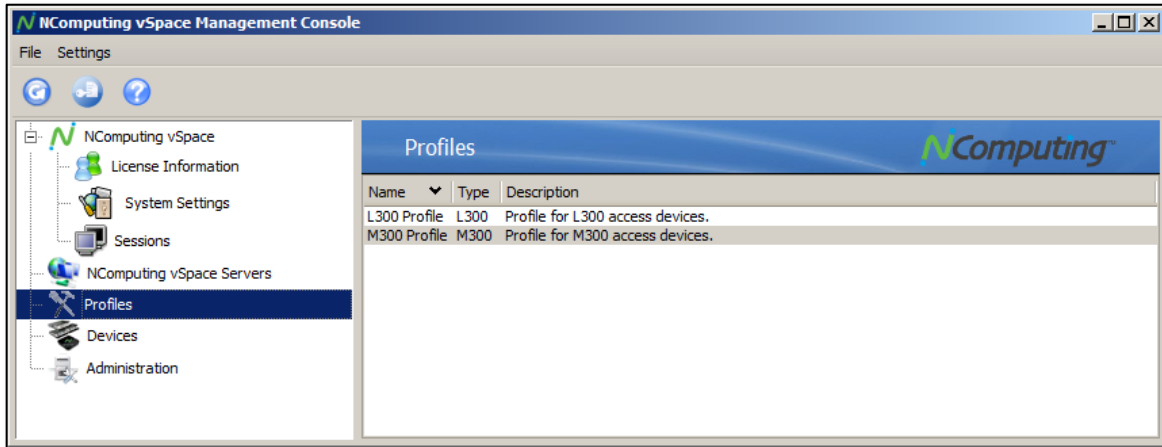 NComputing vSpace Management Console
File Settings
NComputing vSpace
License Information
System Settings
Sessions
NComputing vSpace Servers
Profiles
Devices
Administration
Profiles
NComputing™
Name Type Description
L300 Profile L300 Profile for L300 access devices.
M300 Profile M300 Profile for M300 access devices.